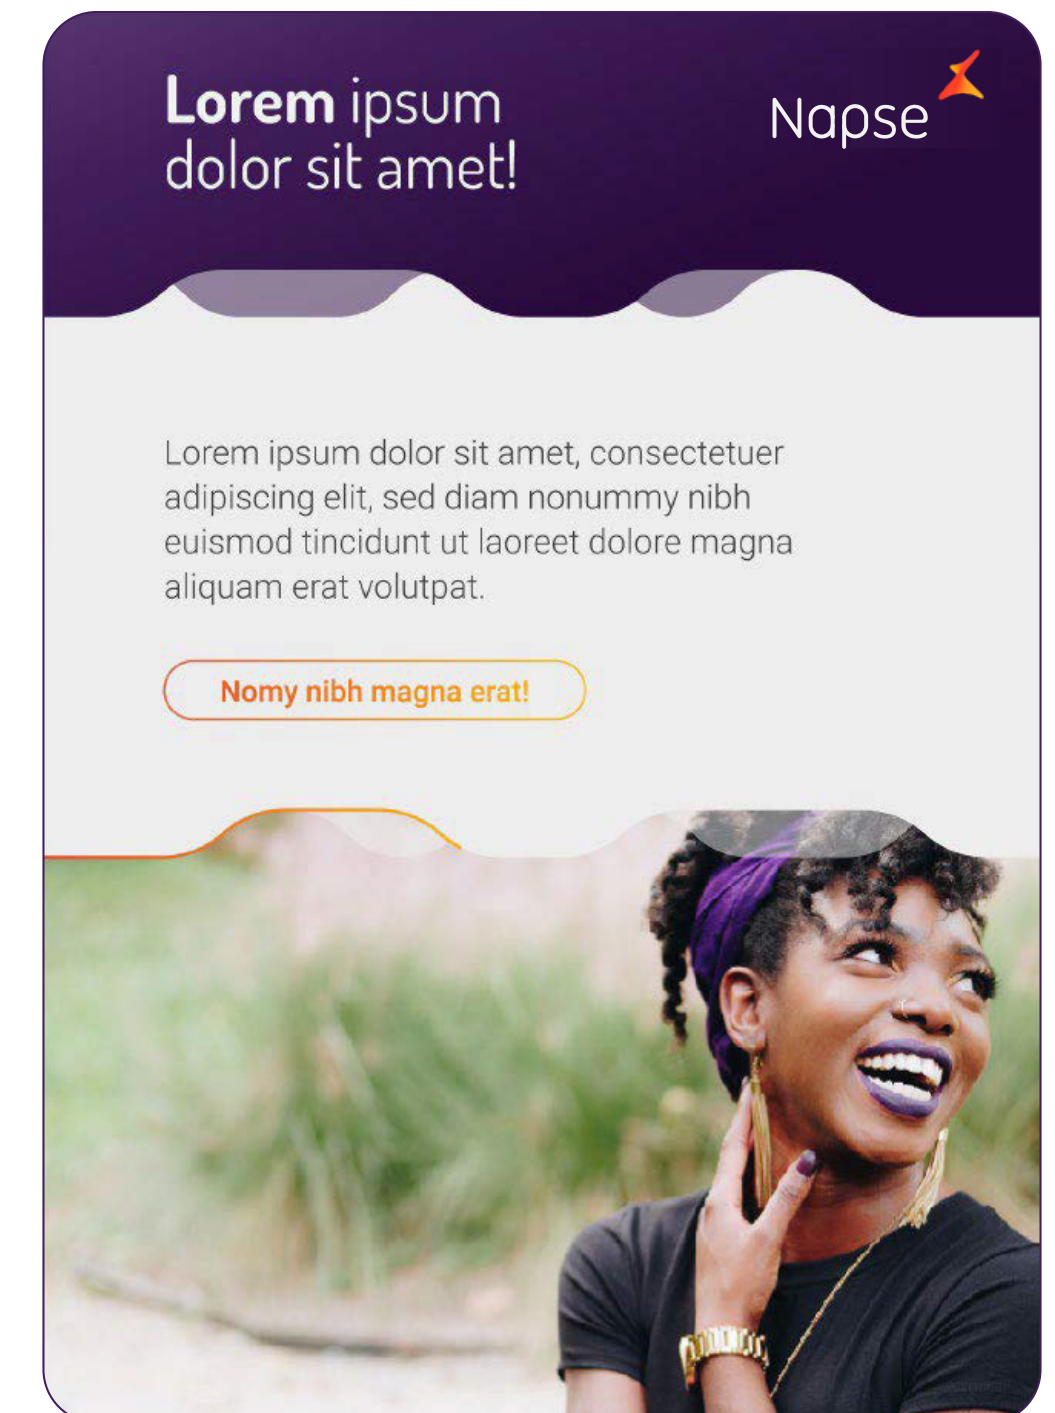 Lorem ipsum
dolor sit amet!
Napse
Lorem ipsum dolor sit amet, consectetuer
adipiscing elit, sed diam nonummy nibh
euismod tincidunt ut laoreet dolore magna
aliquam erat volutpat.
Nomy nibh magna erat!